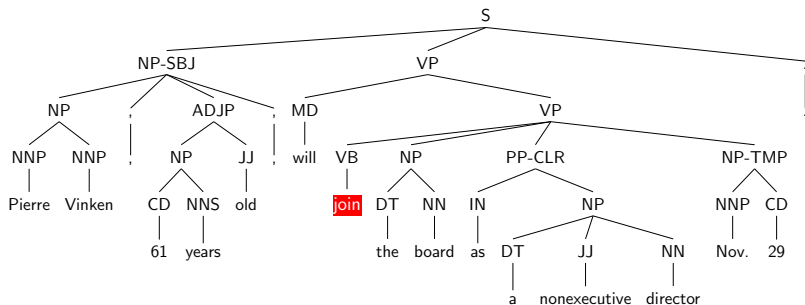 S
NP-SBJ VP .
NP , ADJP , MD VP
NNP NNP , NP JJ , will VB NP PP-CLR NP-TMP
Pierre Vinken CD NNS old join DT NN IN NP NNP CD
61 years the board as DT JJ NN Nov. 29
a nonexecutive director